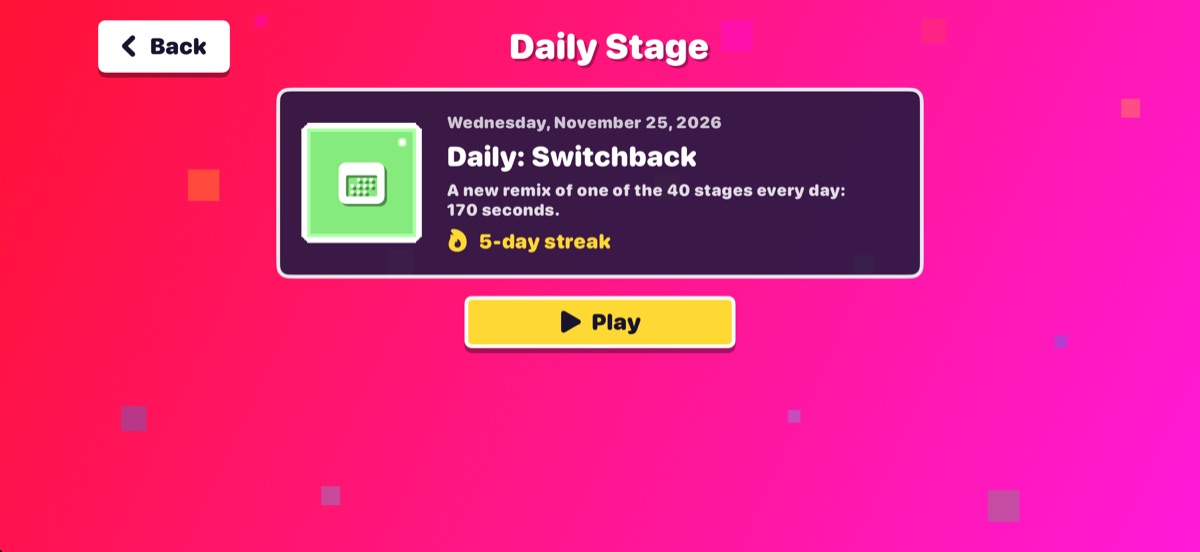 Back
Daily Stage
Wednesday, November 25, 2026
Daily: Switchback
A new remix of one of the 40 stages every day:
170 seconds.
5-day streak
Play